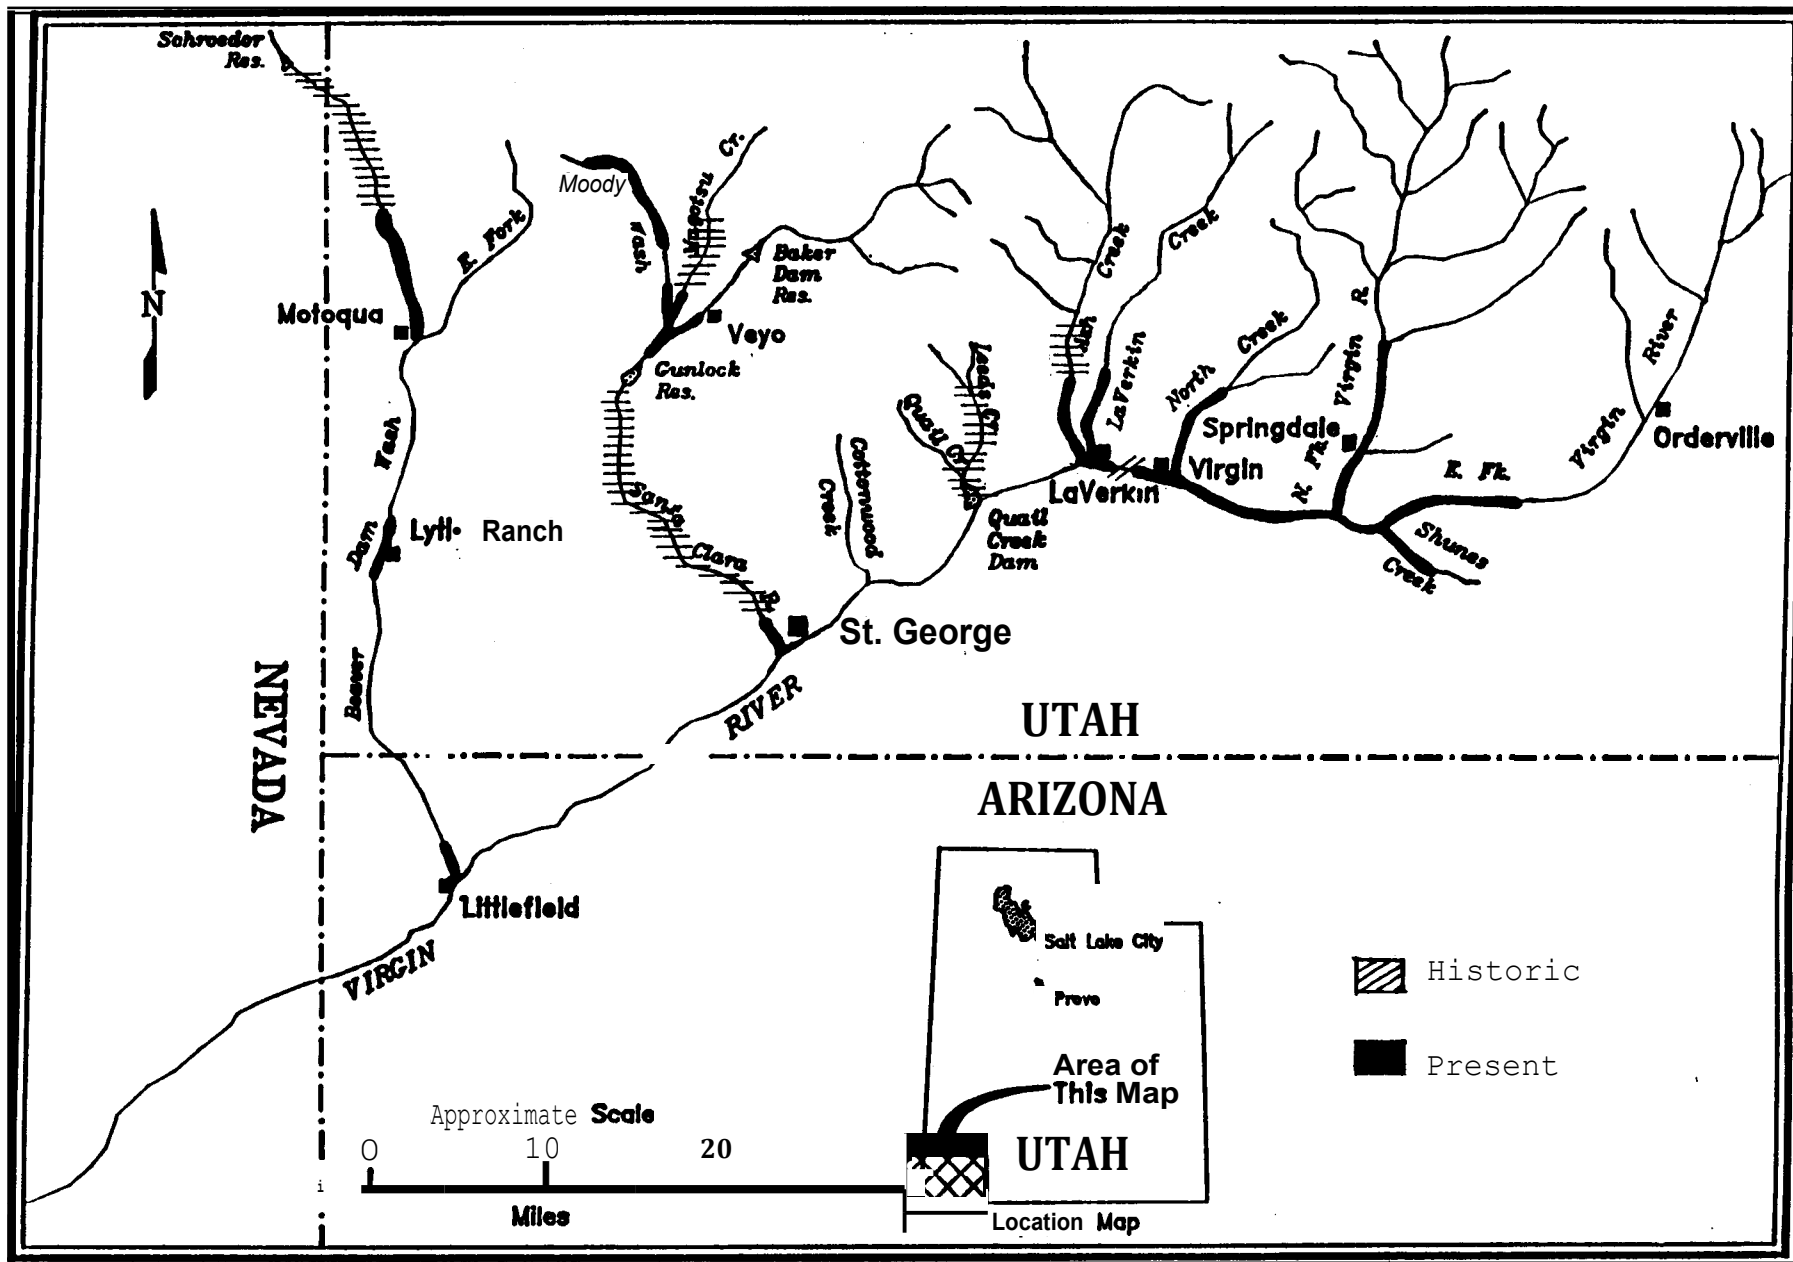 Schroeder
Res.
E. Fork
Motoqua
N
Moody
Wash
Magotsu Cr.
Baker
Dam
Res.
Veyo
Gunlock
Res.
Santa
Clara
R.
Dam
Wash
Beaver
Lytl• Ranch
Cottonwood
Creek
Quail Cr.
Leeds Cr.
Quail
Creek
Dam
Ash
Creek
LaVerkin
Creek
LaVerkin
North
Creek
Springdale
Virgin
N. Fk.
Virgin
R.
E. Fk.
Virgin
River
Orderville
Shunes
Creek
St. George
RIVER
NEVADA
UTAH
ARIZONA
Littlefield
VIRGIN
Salt Lake City
Provo
Area of
This Map
UTAH
Location Map
Historic
Present
Approximate Scale
0 10 20
Miles